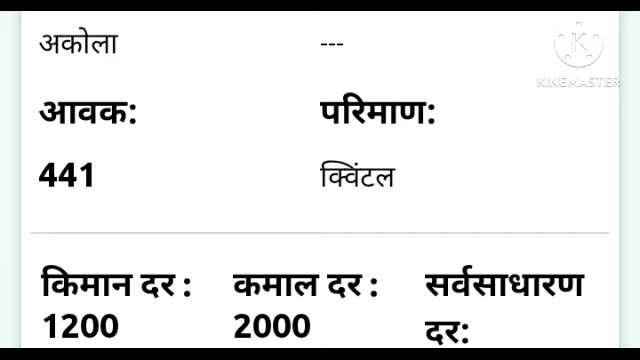 अकोला ---
KINEMASTER
आवक: परिमाण:
441 क्विंटल
किमान दर : कमाल दर : सर्वसाधारण
1200 2000 दर: